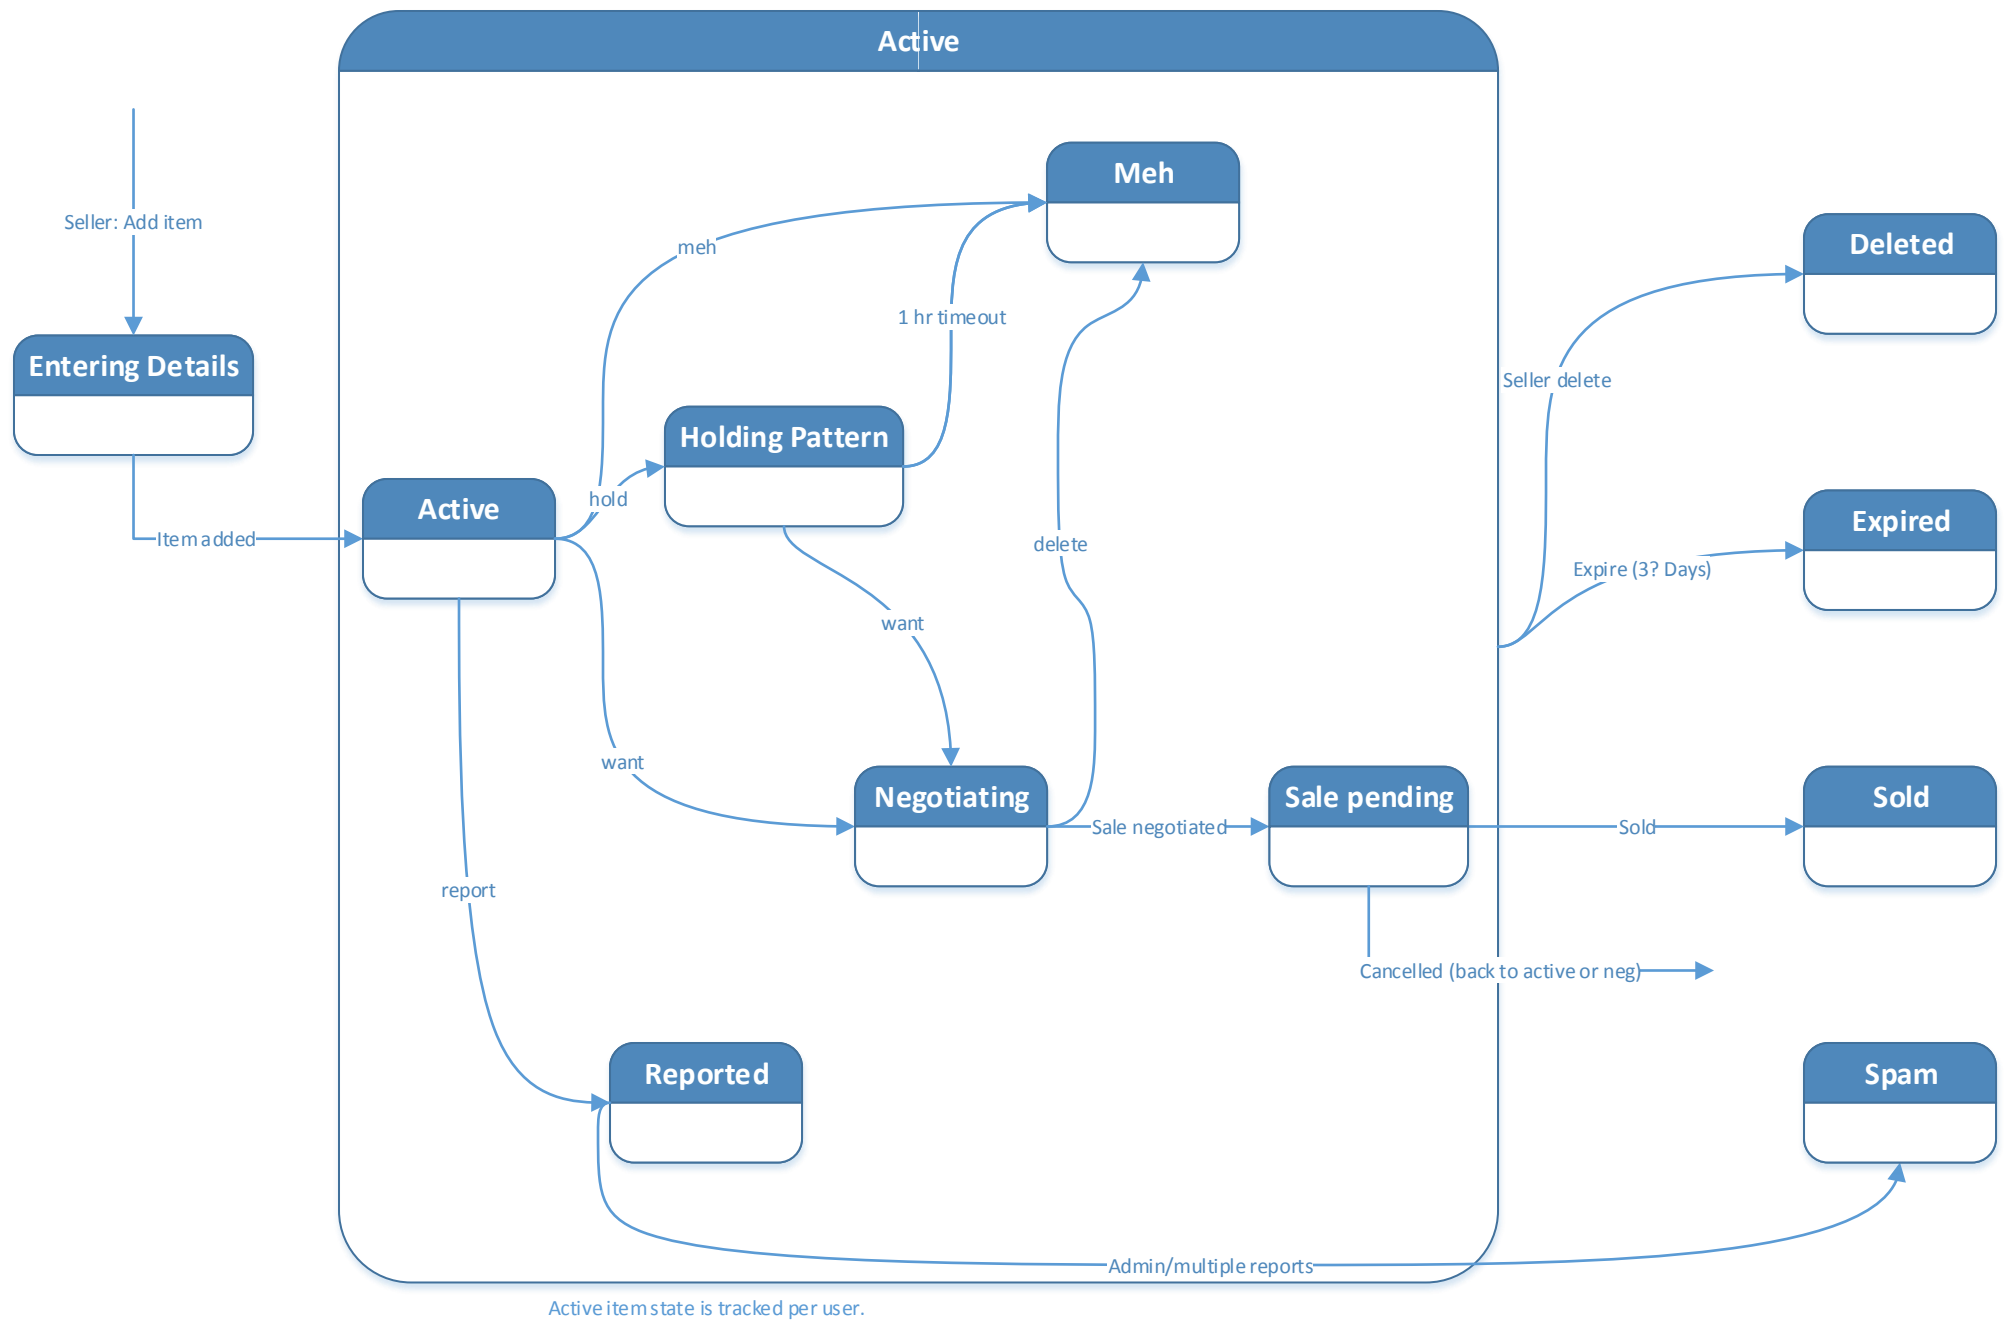 Active
Meh
Seller: Add item
Deleted
meh
1 hr timeout
Entering Details
Seller delete
Holding Pattern
Active
hold
Expired
Item added
delete
Expire (3? Days)
want
want
Negotiating
Sale pending
Sold
Sale negotiated
Sold
report
Cancelled (back to active or neg)
Reported
Spam
Admin/multiple reports
Active item state is tracked per user.